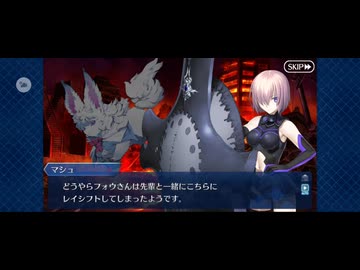 SKIP
マシュ
どうやらフォウさんは先輩と一緒にこちらに
レイシフトしてしまったようです。